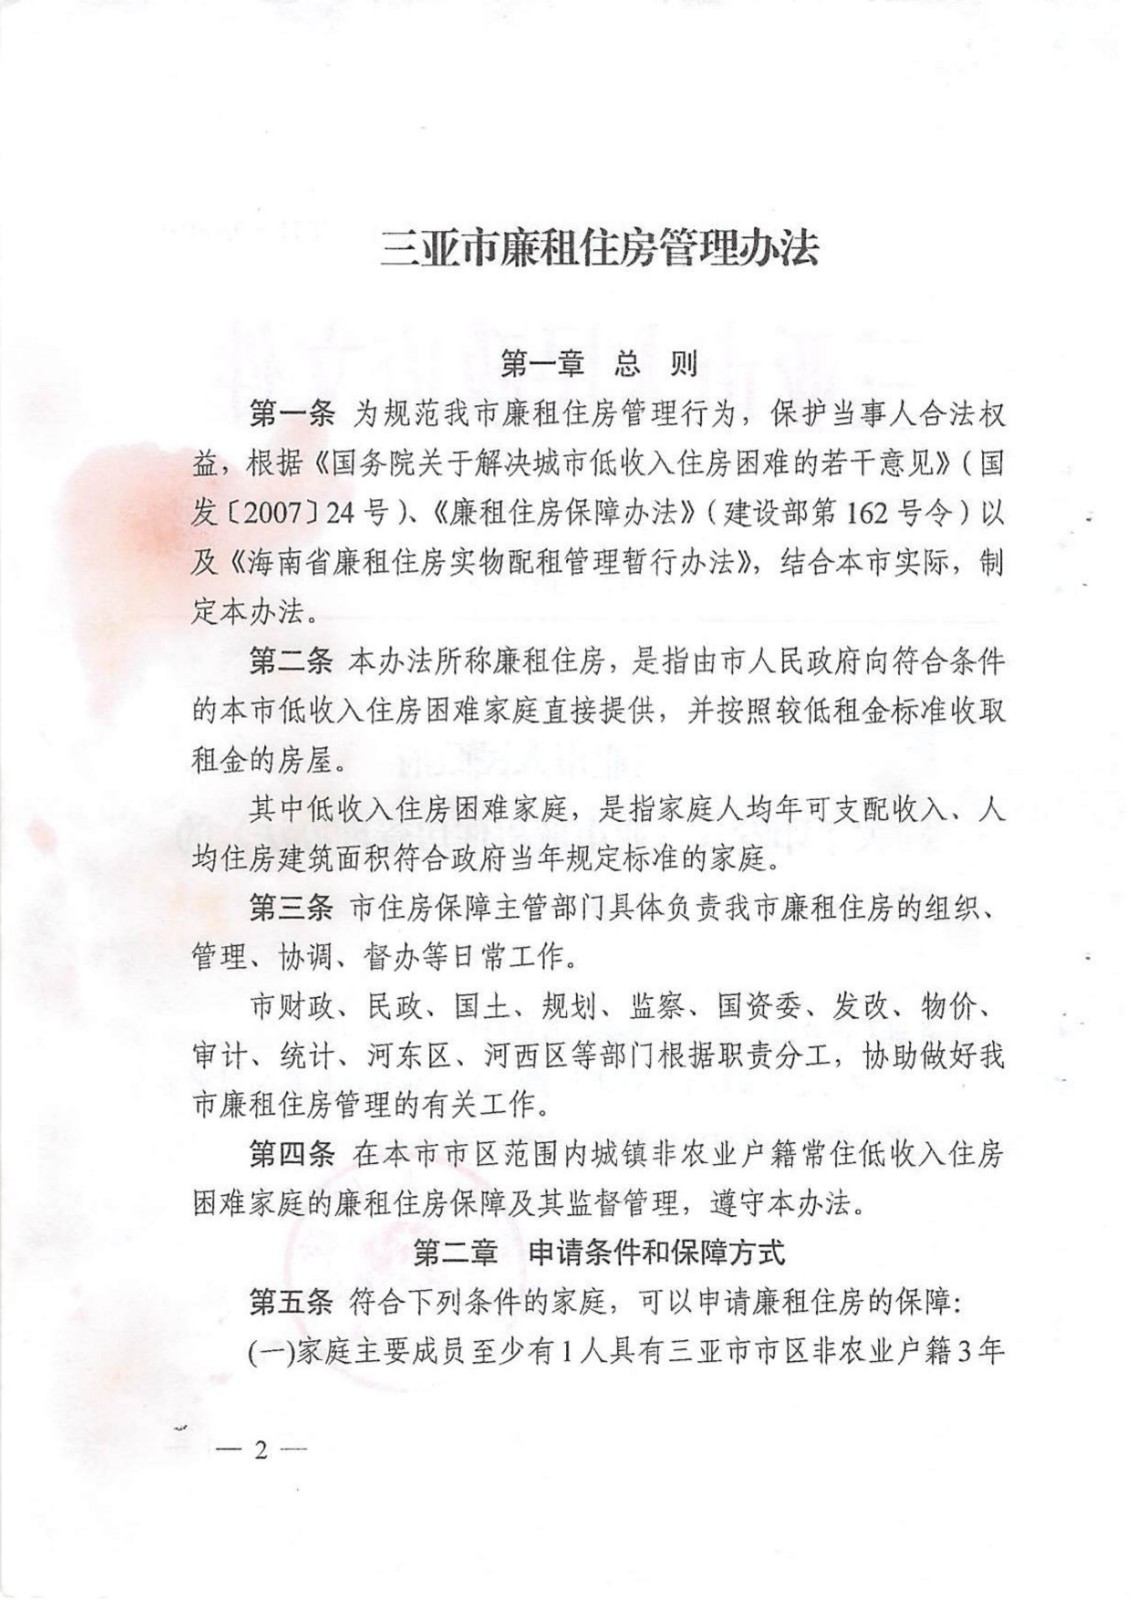 三亚市廉租住房管理办法
第一章 总 则
第一条 为规范我市廉租住房管理行为，保护当事人合法权
益，根据《国务院关于解决城市低收入住房困难的若干意见》（国
发〔2007〕24 号）、《廉租住房保障办法》（建设部第 162 号令）以
及《海南省廉租住房实物配租管理暂行办法》，结合本市实际，制
定本办法。
第二条 本办法所称廉租住房，是指由市人民政府向符合条件
的本市低收入住房困难家庭直接提供，并按照较低租金标准收取
租金的房屋。
其中低收入住房困难家庭，是指家庭人均年可支配收入、人
均住房建筑面积符合政府当年规定标准的家庭。
第三条 市住房保障主管部门具体负责我市廉租住房的组织、
管理、协调、督办等日常工作。
市财政、民政、国土、规划、监察、国资委、发改、物价、
审计、统计、河东区、河西区等部门根据职责分工，协助做好我
市廉租住房管理的有关工作。
第四条 在本市市区范围内城镇非农业户籍常住低收入住房
困难家庭的廉租住房保障及其监督管理，遵守本办法。
第二章 申请条件和保障方式
第五条 符合下列条件的家庭，可以申请廉租住房的保障：
(一)家庭主要成员至少有 1 人具有三亚市市区非农业户籍 3 年
— 2 —